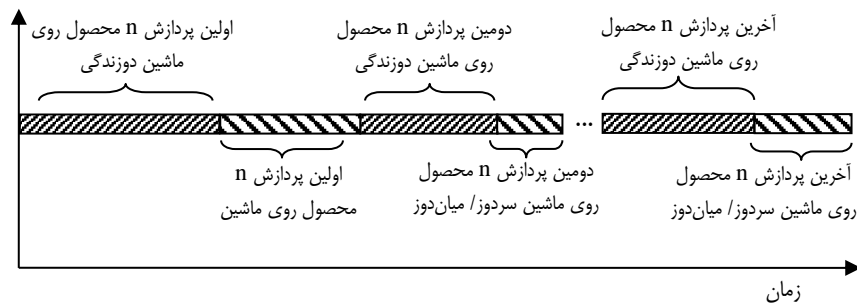 اولین پردازش n محصول روی
ماشین دوزندگی
دومین پردازش n محصول
روی ماشین دوزندگی
آخرین پردازش n محصول
روی ماشین دوزندگی
...
اولین پردازش n
محصول روی ماشین
دومین پردازش n محصول
روی ماشین سردوز/ میان‌دوز
آخرین پردازش n محصول
روی ماشین سردوز/ میان‌دوز
زمان